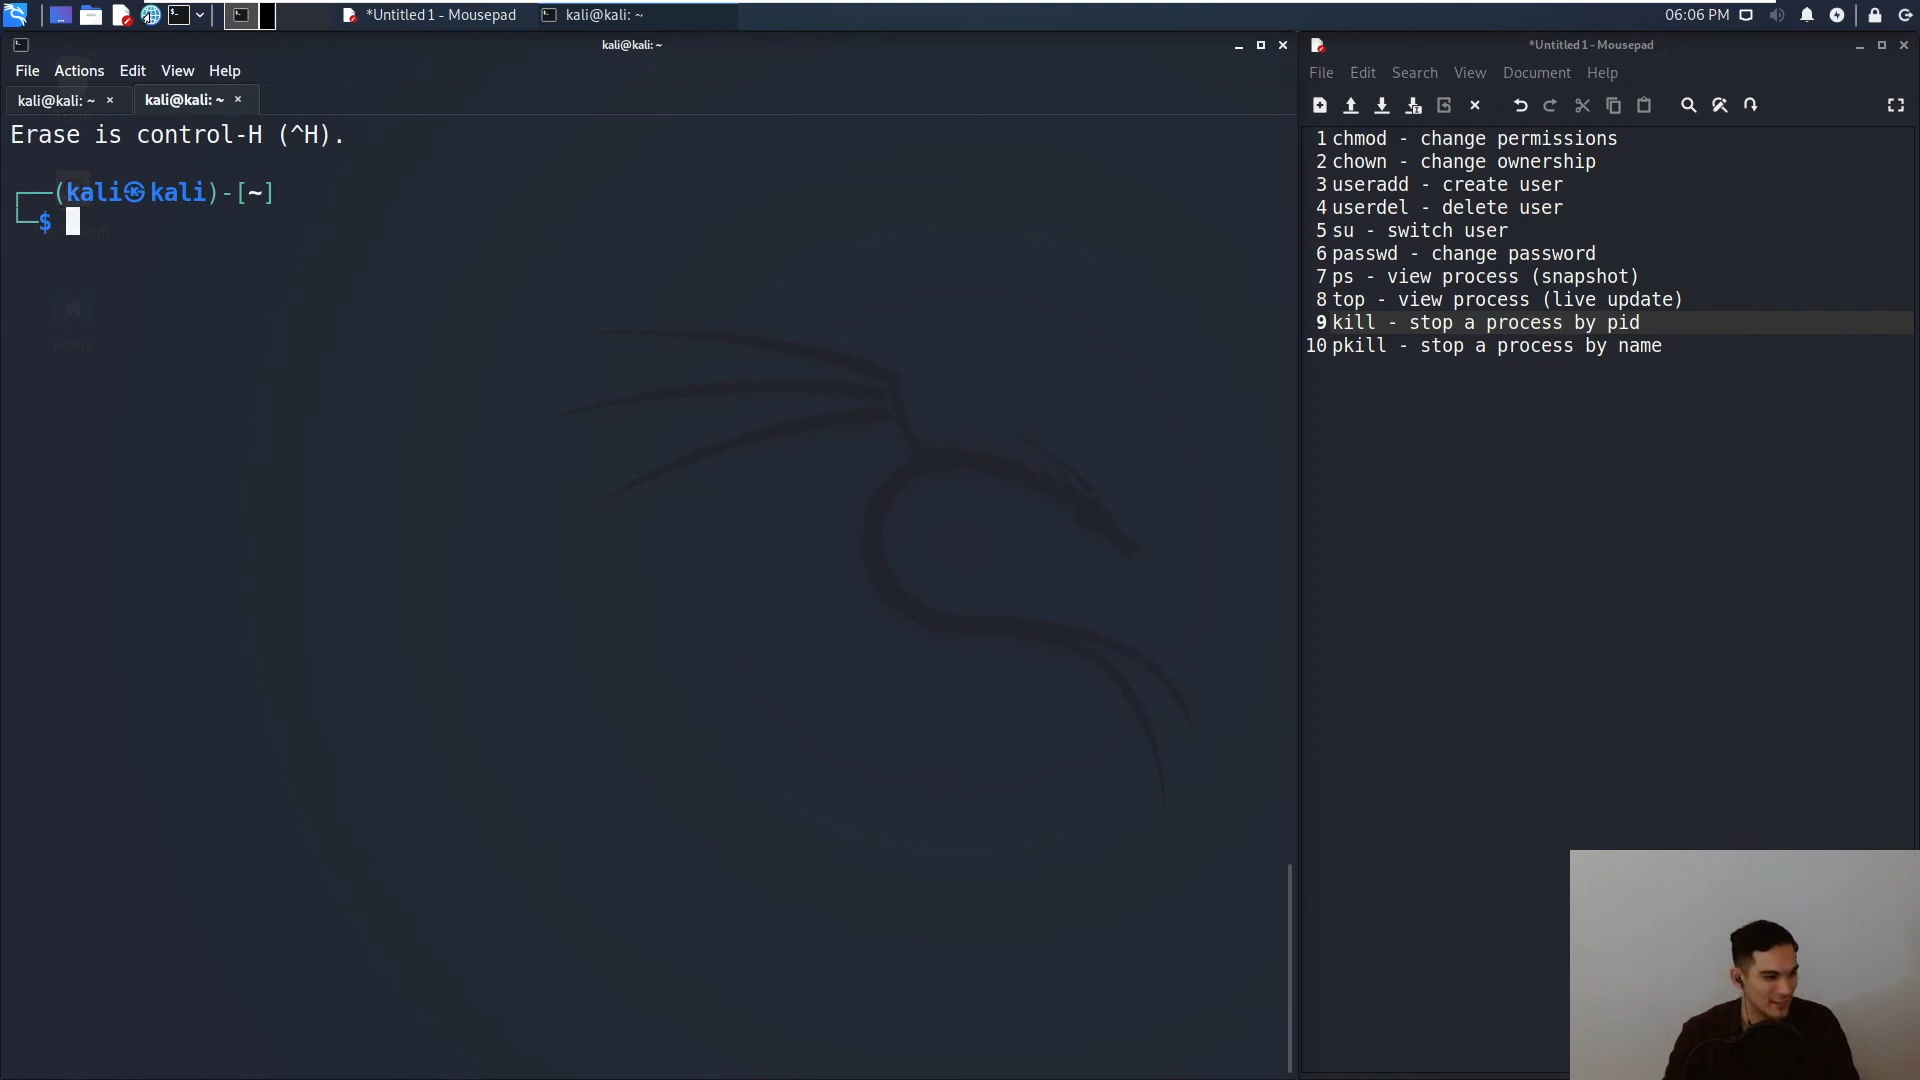 *Untitled 1 - Mousepad
kali@kali: ~
06:06 PM
kali@kali: ~
File Actions Edit View Help
kali@kali: ~ ×
kali@kali: ~ ×
Erase is control-H (^H).
(kali㉿kali)-[~]
$
*Untitled 1 - Mousepad
File Edit Search View Document Help
1 chmod - change permissions
2 chown - change ownership
3 useradd - create user
4 userdel - delete user
5 su - switch user
6 passwd - change password
7 ps - view process (snapshot)
8 top - view process (live update)
9 kill - stop a process by pid
10 pkill - stop a process by name
Home